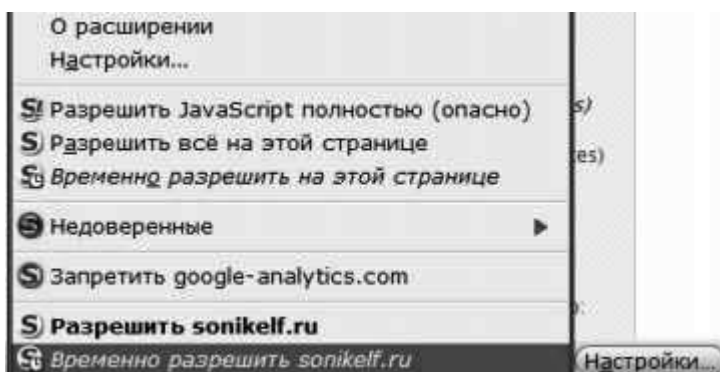 О расширении
Настройки...
Разрешить JavaScript полностью (опасно)
s)
Разрешить всё на этой странице
es)
Временно разрешить на этой странице
Недоверенные
Запретить google-analytics.com
Разрешить sonikelf.ru
Временно разрешить sonikelf.ru
Настройки...